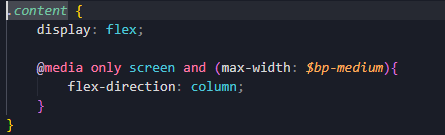 .content {
    display: flex;

    @media only screen and (max-width: $bp-medium){
        flex-direction: column;
    }
}